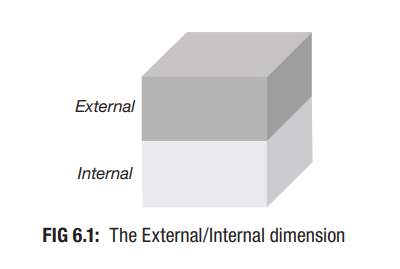 External
Internal
FIG 6.1: The External/Internal dimension